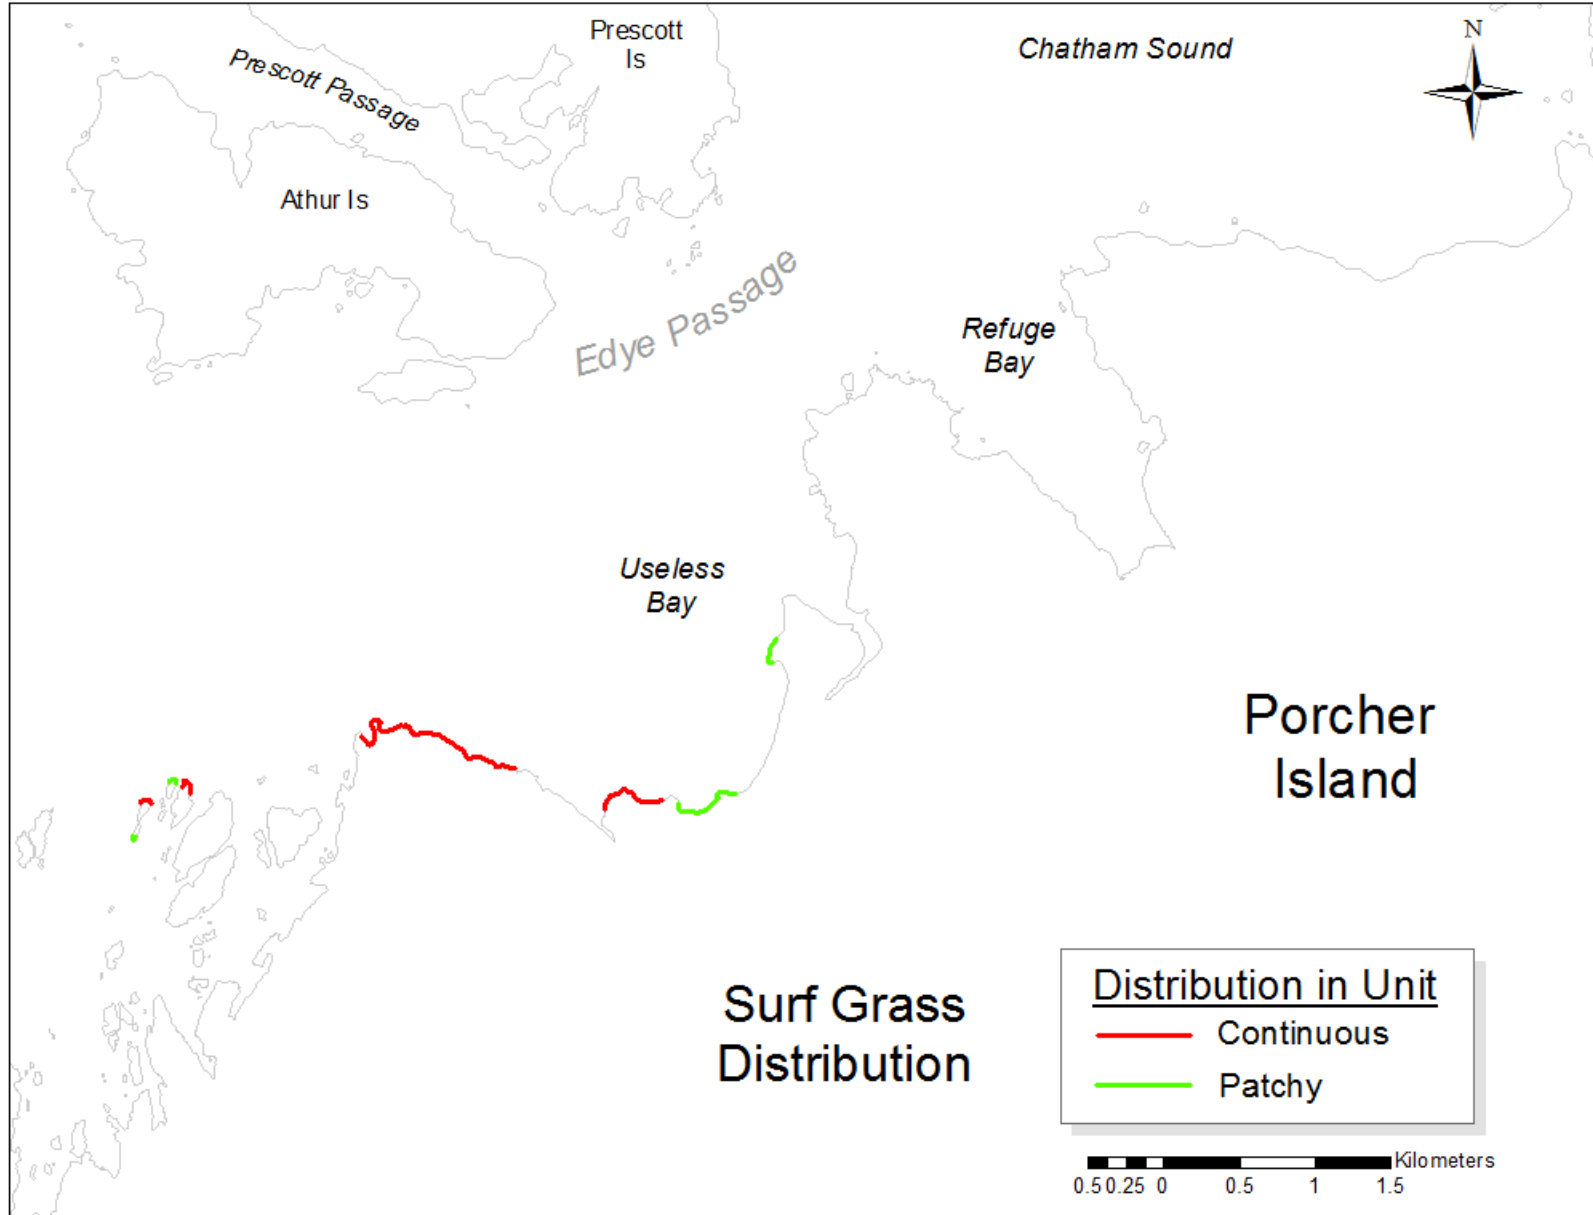 Prescott
Is
Chatham Sound
N
Prescott Passage
Athur Is
Edye Passage
Refuge
Bay
Useless
Bay
Porcher
Island
Surf Grass
Distribution
Distribution in Unit
Continuous
Patchy
Kilometers
0.5 0.25 0 0.5 1 1.5